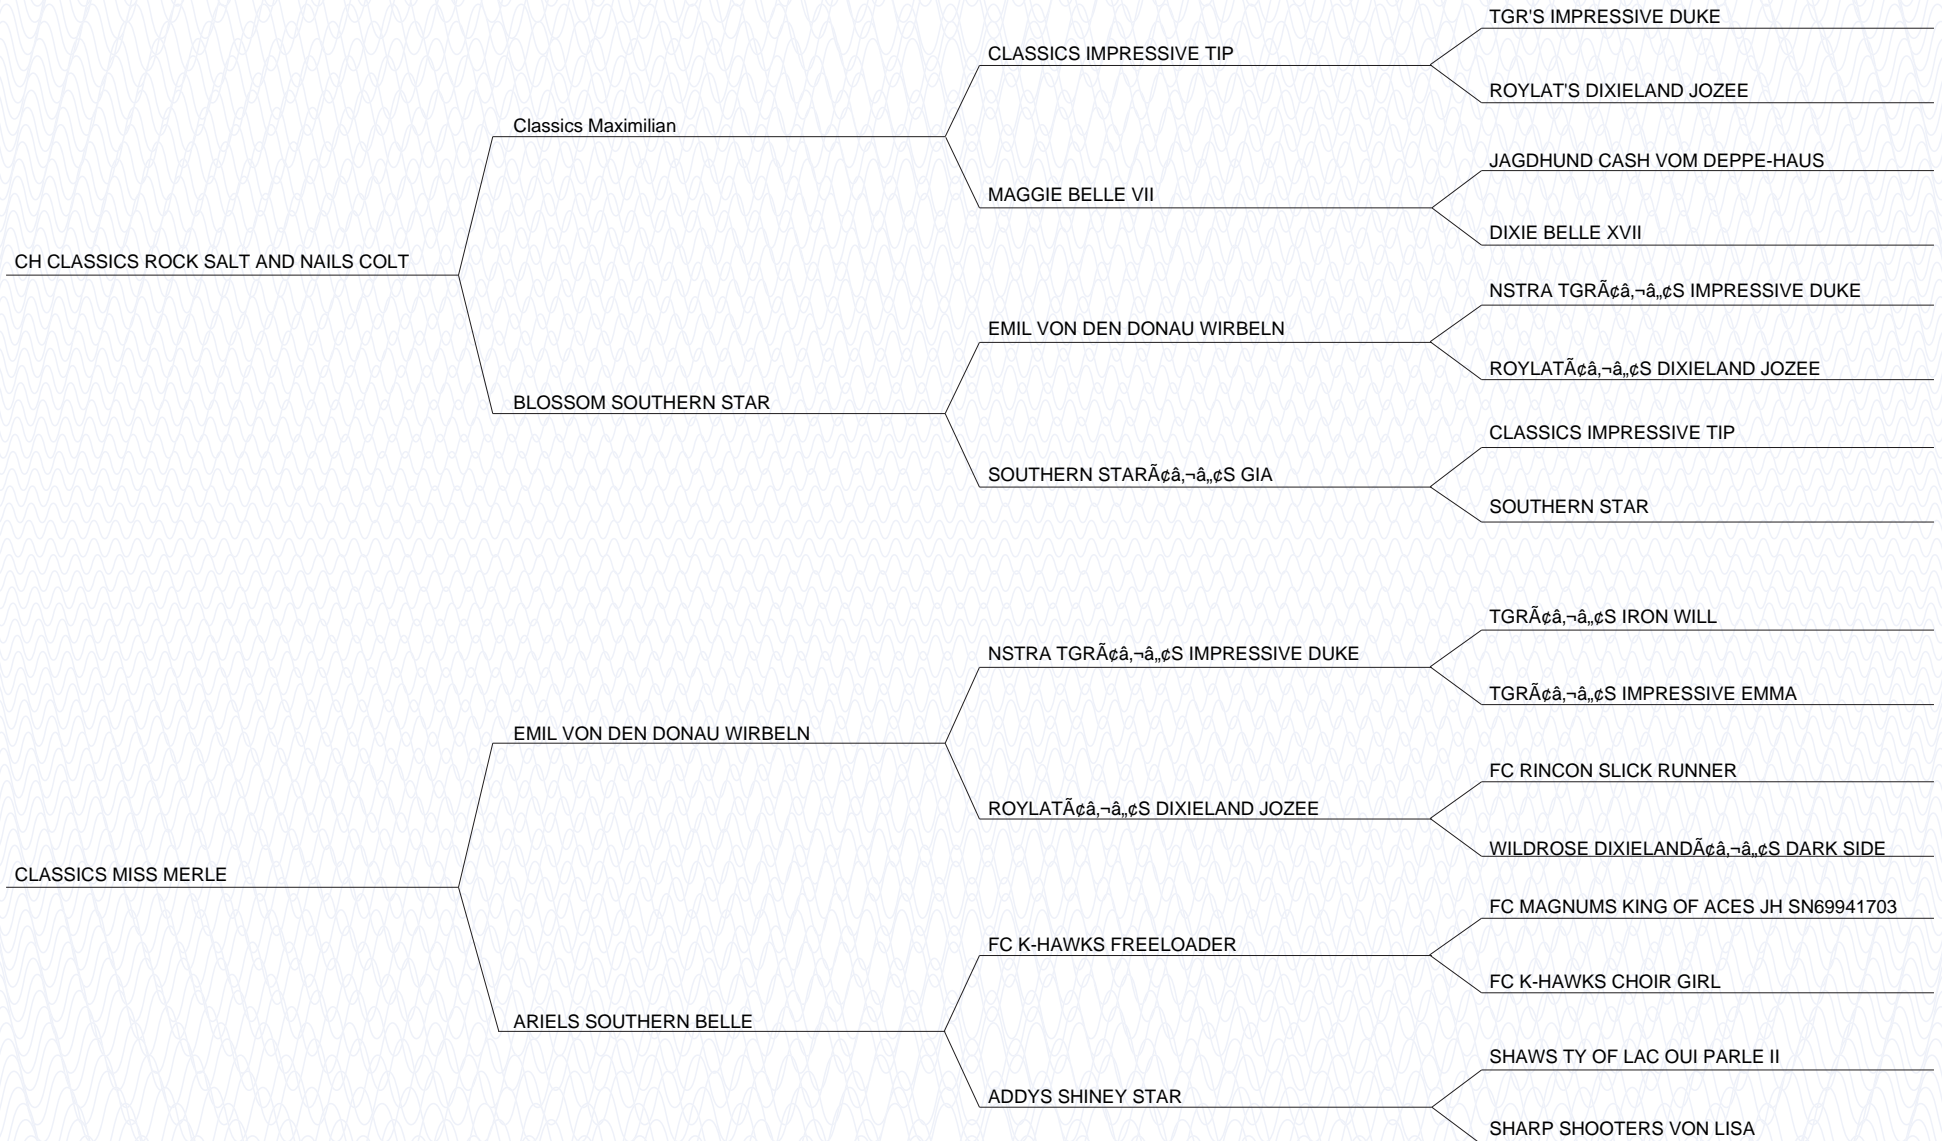 TGR'S IMPRESSIVE DUKE
CLASSICS IMPRESSIVE TIP
ROYLAT'S DIXIELAND JOZEE
Classics Maximilian
JAGDHUND CASH VOM DEPPE-HAUS
MAGGIE BELLE VII
DIXIE BELLE XVII
CH CLASSICS ROCK SALT AND NAILS COLT
NSTRA TGRÃ¢â‚¬â„¢S IMPRESSIVE DUKE
EMIL VON DEN DONAU WIRBELN
ROYLATÃ¢â‚¬â„¢S DIXIELAND JOZEE
BLOSSOM SOUTHERN STAR
CLASSICS IMPRESSIVE TIP
SOUTHERN STARÃ¢â‚¬â„¢S GIA
SOUTHERN STAR
TGRÃ¢â‚¬â„¢S IRON WILL
NSTRA TGRÃ¢â‚¬â„¢S IMPRESSIVE DUKE
TGRÃ¢â‚¬â„¢S IMPRESSIVE EMMA
EMIL VON DEN DONAU WIRBELN
FC RINCON SLICK RUNNER
ROYLATÃ¢â‚¬â„¢S DIXIELAND JOZEE
WILDROSE DIXIELANDÃ¢â‚¬â„¢S DARK SIDE
CLASSICS MISS MERLE
FC MAGNUMS KING OF ACES JH SN69941703
FC K-HAWKS FREELOADER
FC K-HAWKS CHOIR GIRL
ARIELS SOUTHERN BELLE
SHAWS TY OF LAC OUI PARLE II
ADDYS SHINEY STAR
SHARP SHOOTERS VON LISA